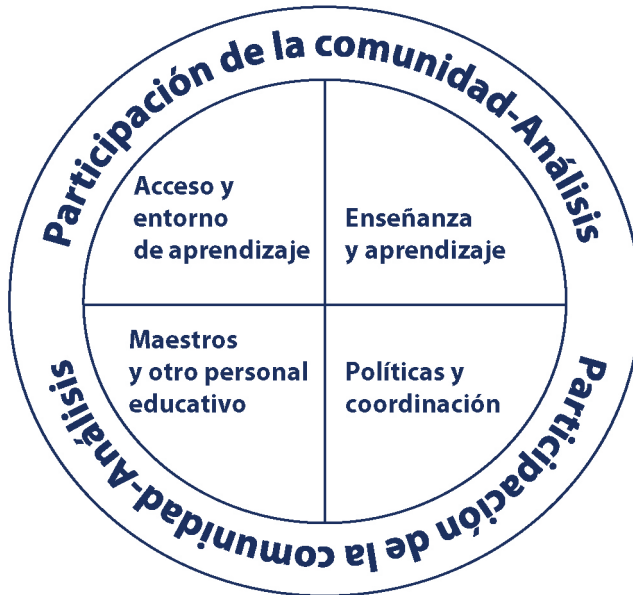 Participación de la comunidad-Análisis
Acceso y
entorno
de aprendizaje
Enseñanza
y aprendizaje
Maestros
y otro personal
educativo
Políticas y
coordinación
Participación de la comunidad-Análisis